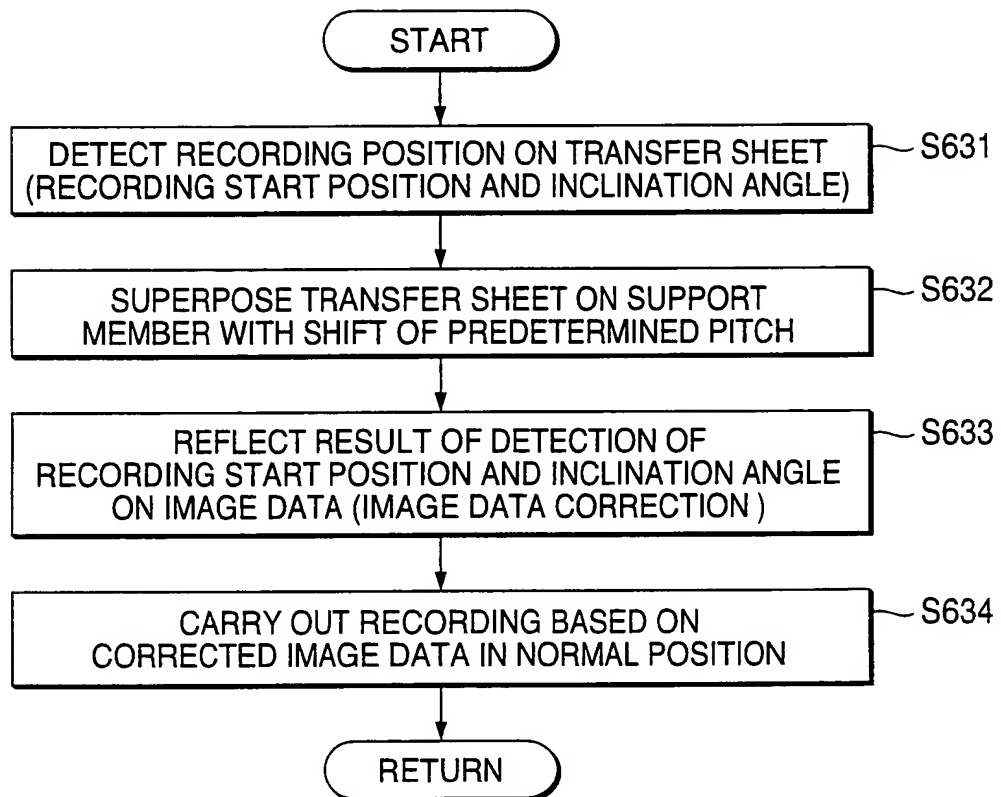 START
DETECT RECORDING POSITION ON TRANSFER SHEET
(RECORDING START POSITION AND INCLINATION ANGLE)
S631
SUPERPOSE TRANSFER SHEET ON SUPPORT
MEMBER WITH SHIFT OF PREDETERMINED PITCH
S632
REFLECT RESULT OF DETECTION OF
RECORDING START POSITION AND INCLINATION ANGLE
ON IMAGE DATA (IMAGE DATA CORRECTION )
S633
CARRY OUT RECORDING BASED ON
CORRECTED IMAGE DATA IN NORMAL POSITION
S634
RETURN